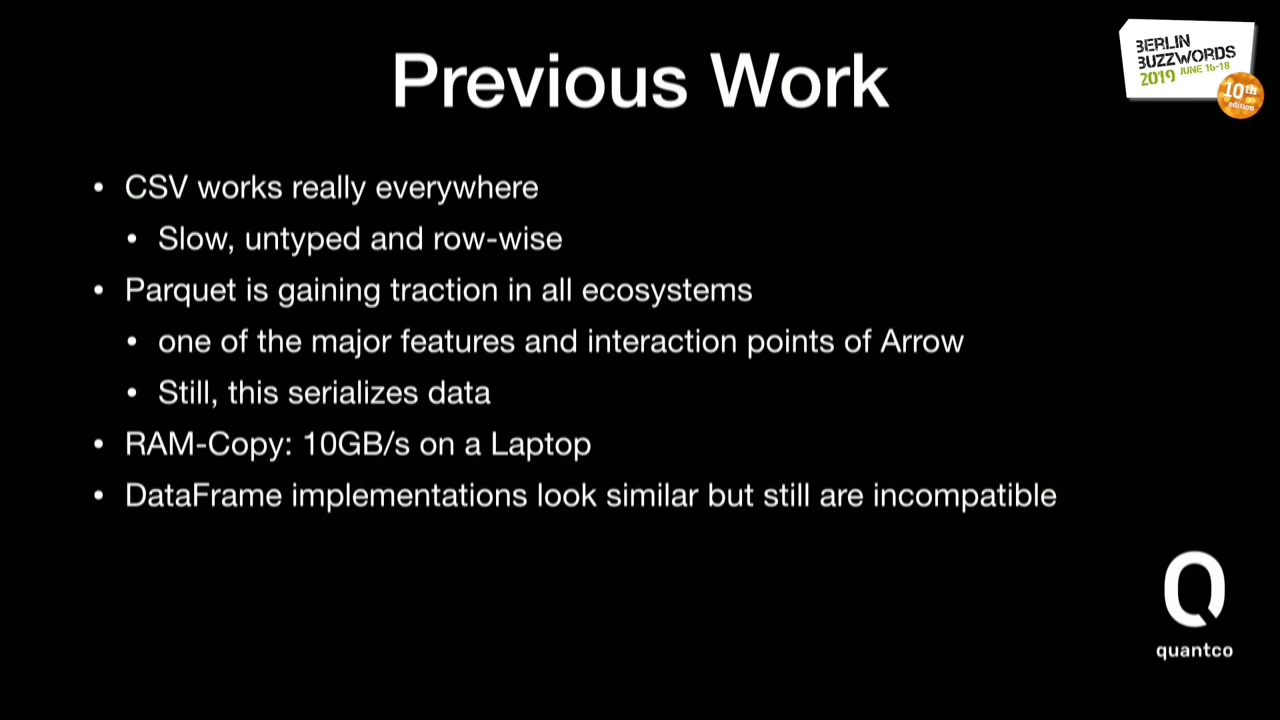 Previous Work
BERLIN
BUZZWORDS
2019 JUNE 16-18
10th
edition
• CSV works really everywhere
• Slow, untyped and row-wise
• Parquet is gaining traction in all ecosystems
• one of the major features and interaction points of Arrow
• Still, this serializes data
• RAM-Copy: 10GB/s on a Laptop
• DataFrame implementations look similar but still are incompatible
Q
quantco